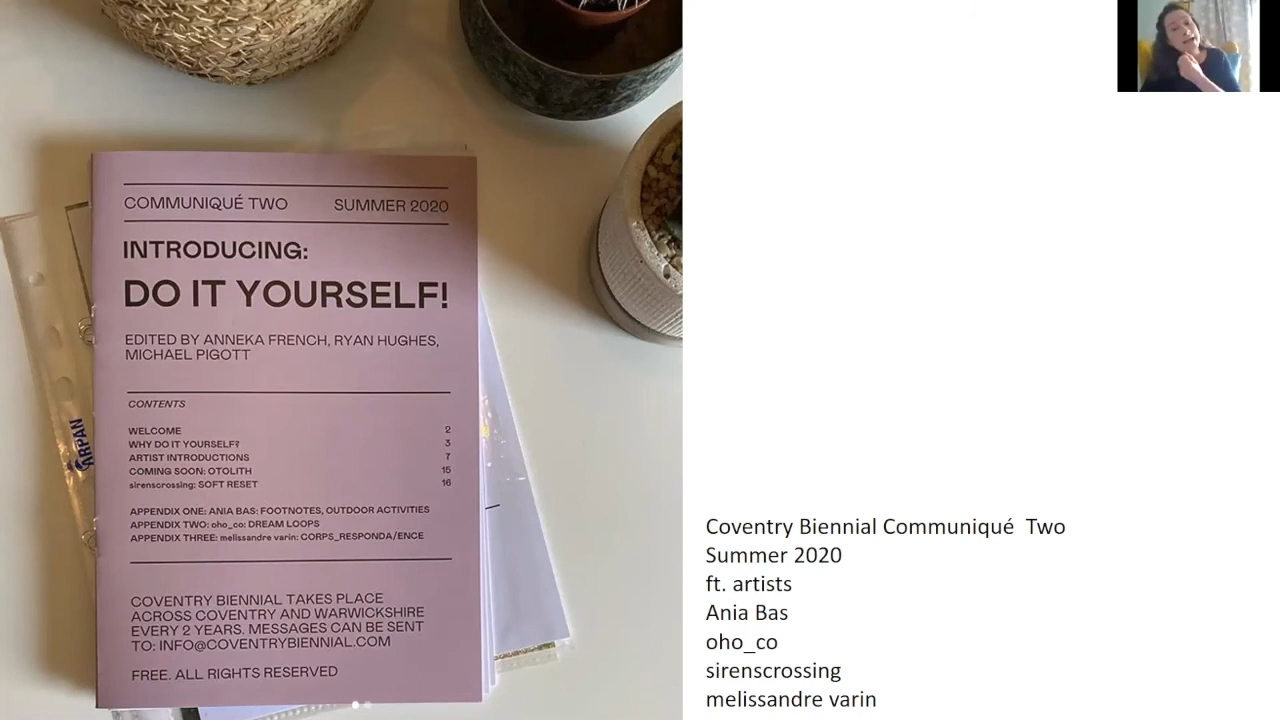 COMMUNIQUÉ TWO SUMMER 2020
INTRODUCING:
DO IT YOURSELF!
EDITED BY ANNEKA FRENCH, RYAN HUGHES,
MICHAEL PIGOTT
CONTENTS
WELCOME 2
WHY DO IT YOURSELF? 3
ARTIST INTRODUCTIONS 7
COMING SOON: OTOLITH 15
sirenscrossing: SOFT RESET 16
APPENDIX ONE: ANIA BAS: FOOTNOTES, OUTDOOR ACTIVITIES
APPENDIX TWO: oho_co: DREAM LOOPS
APPENDIX THREE: melissandre varin: CORPS_RESPONDA/ENCE
COVENTRY BIENNIAL TAKES PLACE
ACROSS COVENTRY AND WARWICKSHIRE
EVERY 2 YEARS. MESSAGES CAN BE SENT
TO: INFO@COVENTRYBIENNIAL.COM
FREE. ALL RIGHTS RESERVED
ARPAN
Coventry Biennial Communiqué  Two
Summer 2020
ft. artists
Ania Bas
oho_co
sirenscrossing
melissandre varin